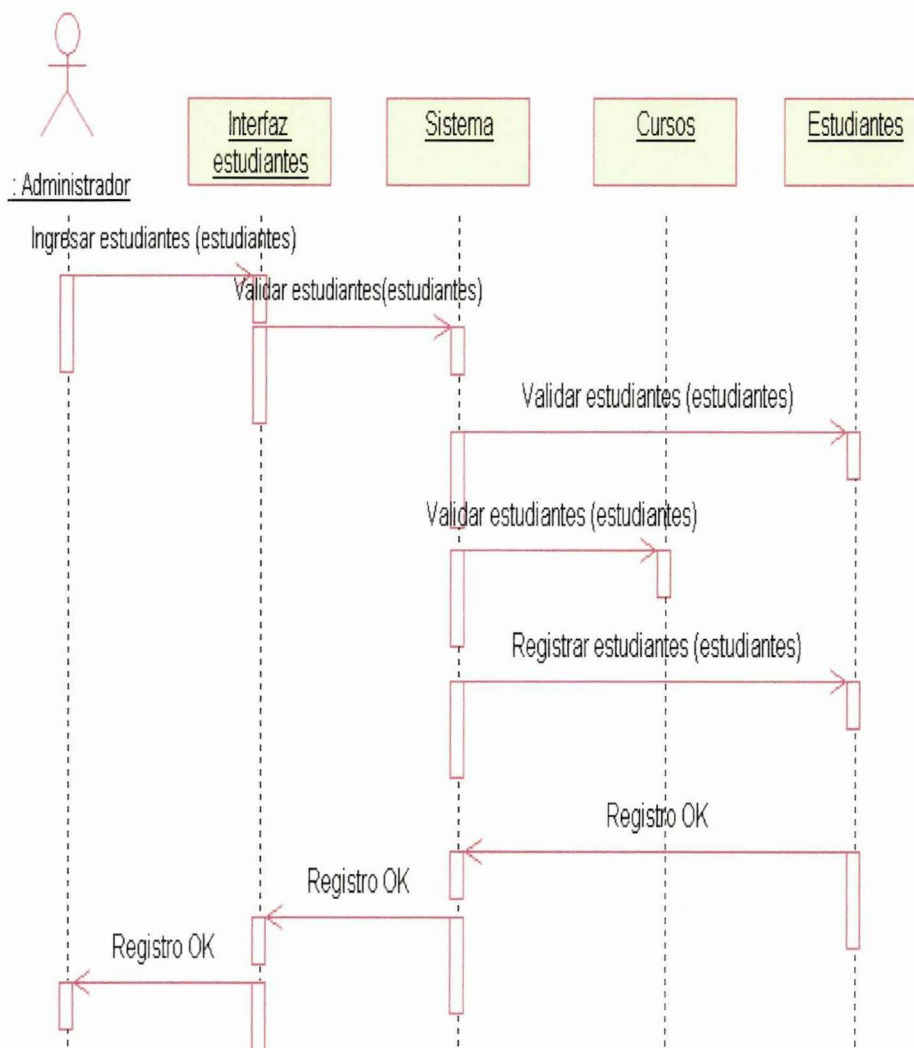 : Administrador
Interfaz
estudiantes
Sistema
Cursos
Estudiantes
Ingresar estudiantes (estudiantes)
Validar estudiantes(estudiantes)
Validar estudiantes (estudiantes)
Validar estudiantes (estudiantes)
Registrar estudiantes (estudiantes)
Registro OK
Registro OK
Registro OK